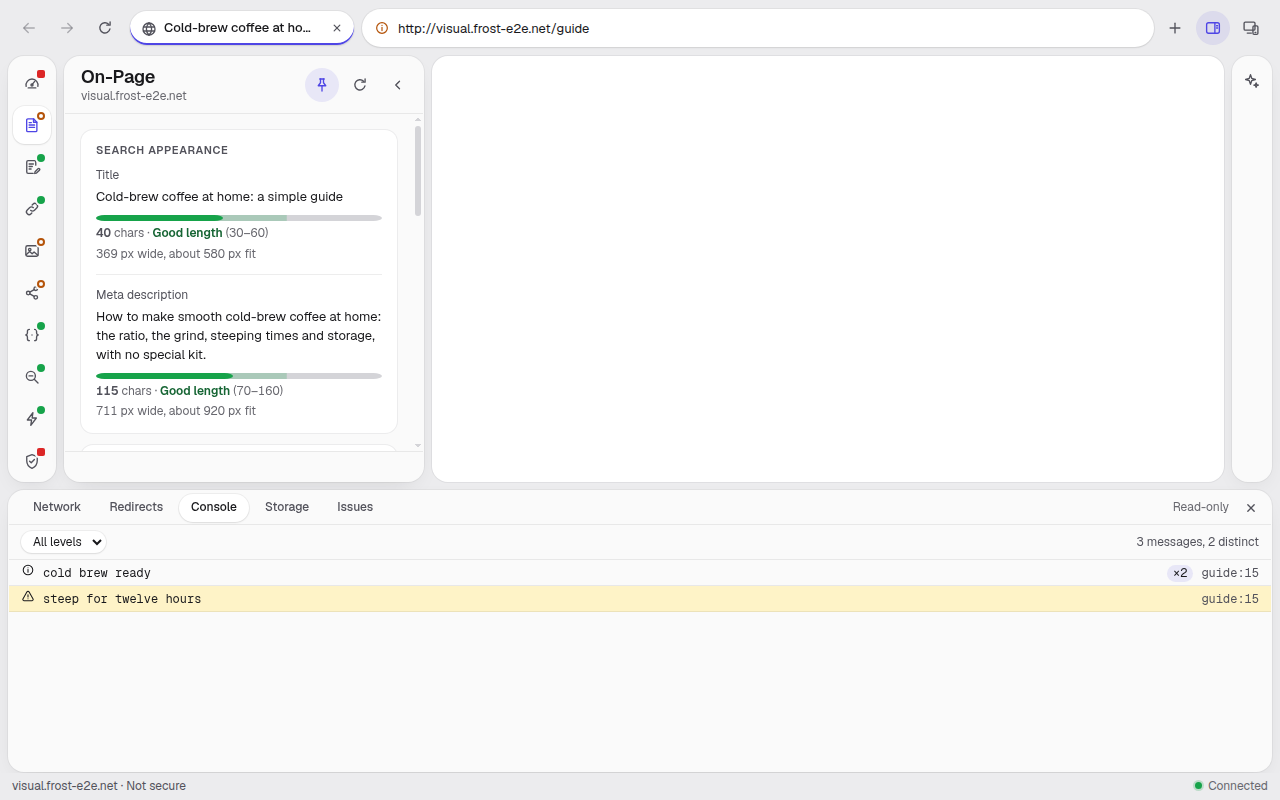 Cold-brew coffee at ho...
http://visual.frost-e2e.net/guide
On-Page
visual.frost-e2e.net
SEARCH APPEARANCE
Title
Cold-brew coffee at home: a simple guide
40 chars · Good length (30–60)
369 px wide, about 580 px fit
Meta description
How to make smooth cold-brew coffee at home:
the ratio, the grind, steeping times and storage,
with no special kit.
115 chars · Good length (70–160)
711 px wide, about 920 px fit
Network Redirects Console Storage Issues Read-only
All levels 3 messages, 2 distinct
cold brew ready ×2 guide:15
steep for twelve hours guide:15
visual.frost-e2e.net · Not secure Connected